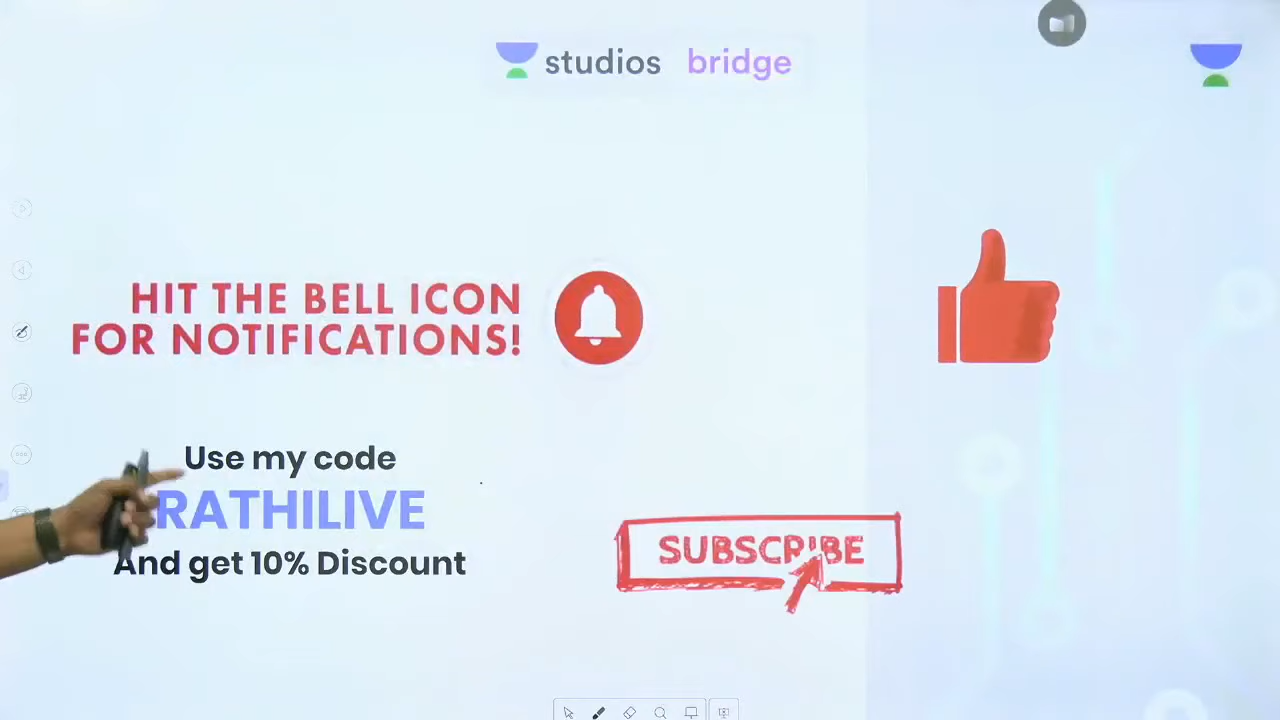 studios bridge
HIT THE BELL ICON
FOR NOTIFICATIONS!
Use my code
RATHILIVE
And get 10% Discount
SUBSCRIBE